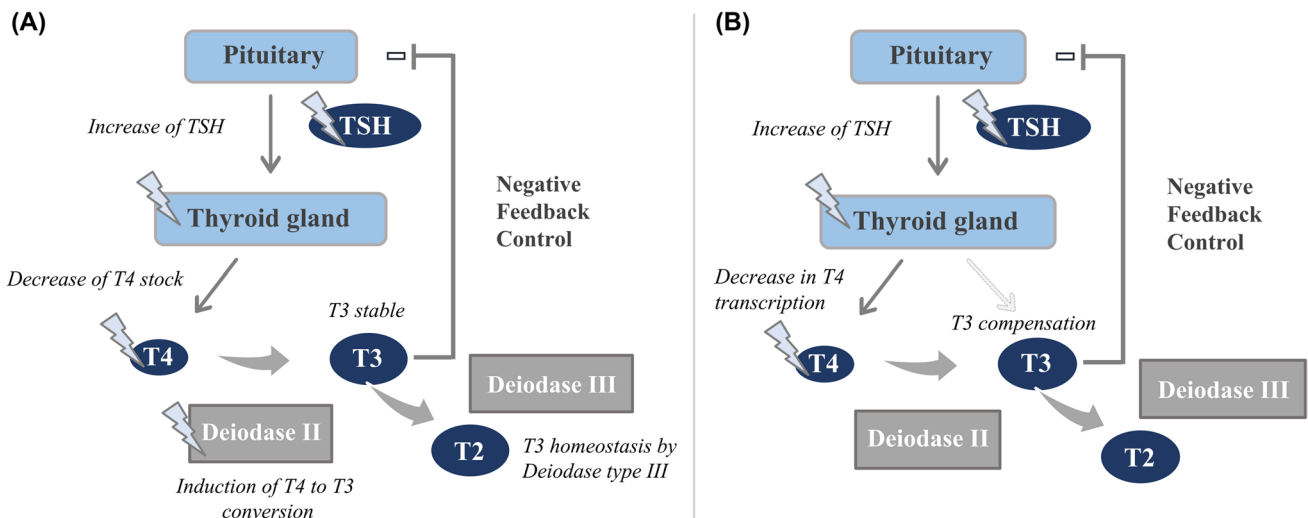 (A)
Pituitary
Increase of TSH
TSH
Thyroid gland
Negative
Feedback
Control
Decrease of T4 stock
T3 stable
T4
T3
Deiodase III
Deiodase II
T2
T3 homeostasis by
Deiodase type III
Induction of T4 to T3
conversion
(B)
Pituitary
Increase of TSH
TSH
Thyroid gland
Negative
Feedback
Control
Decrease in T4
transcription
T3 compensation
T4
T3
Deiodase III
Deiodase II
T2